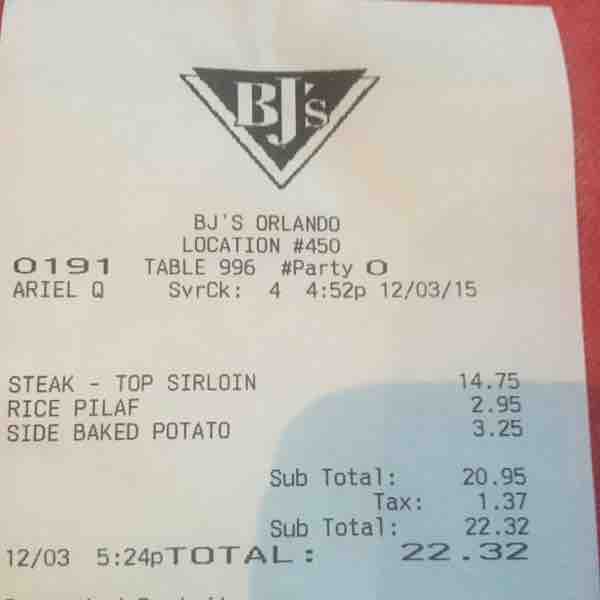 BJ's
BJ'S ORLANDO
LOCATION #450
0191 TABLE 996 #Party 0
ARIEL Q SvrCk: 4 4:52p 12/03/15
STEAK - TOP SIRLOIN 14.75
RICE PILAF 2.95
SIDE BAKED POTATO 3.25
Sub Total: 20.95
Tax: 1.37
Sub Total: 22.32
12/03 5:24pTOTAL: 22.32